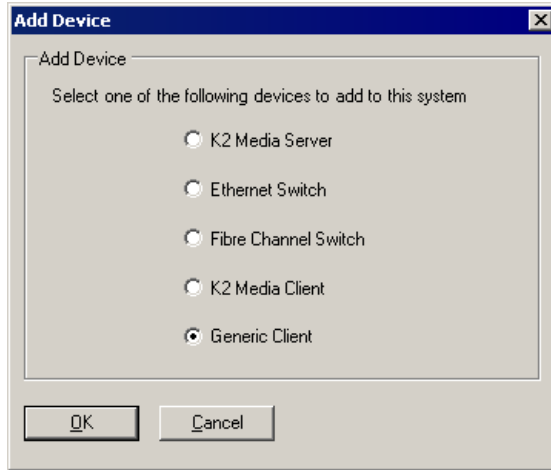 Add Device
Add Device
Select one of the following devices to add to this system
K2 Media Server
Ethernet Switch
Fibre Channel Switch
K2 Media Client
Generic Client
OK
Cancel